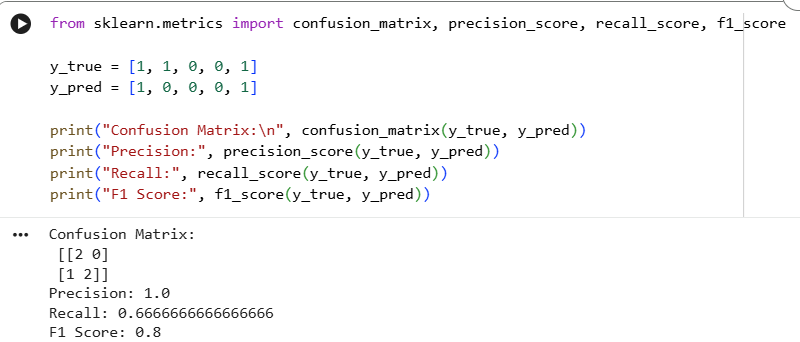 from sklearn.metrics import confusion_matrix, precision_score, recall_score, f1_score
y_true = [1, 1, 0, 0, 1]
y_pred = [1, 0, 0, 0, 1]
print("Confusion Matrix:\n", confusion_matrix(y_true, y_pred))
print("Precision:", precision_score(y_true, y_pred))
print("Recall:", recall_score(y_true, y_pred))
print("F1 Score:", f1_score(y_true, y_pred))
Confusion Matrix:
[[2 0]
[1 2]]
Precision: 1.0
Recall: 0.6666666666666666
F1 Score: 0.8